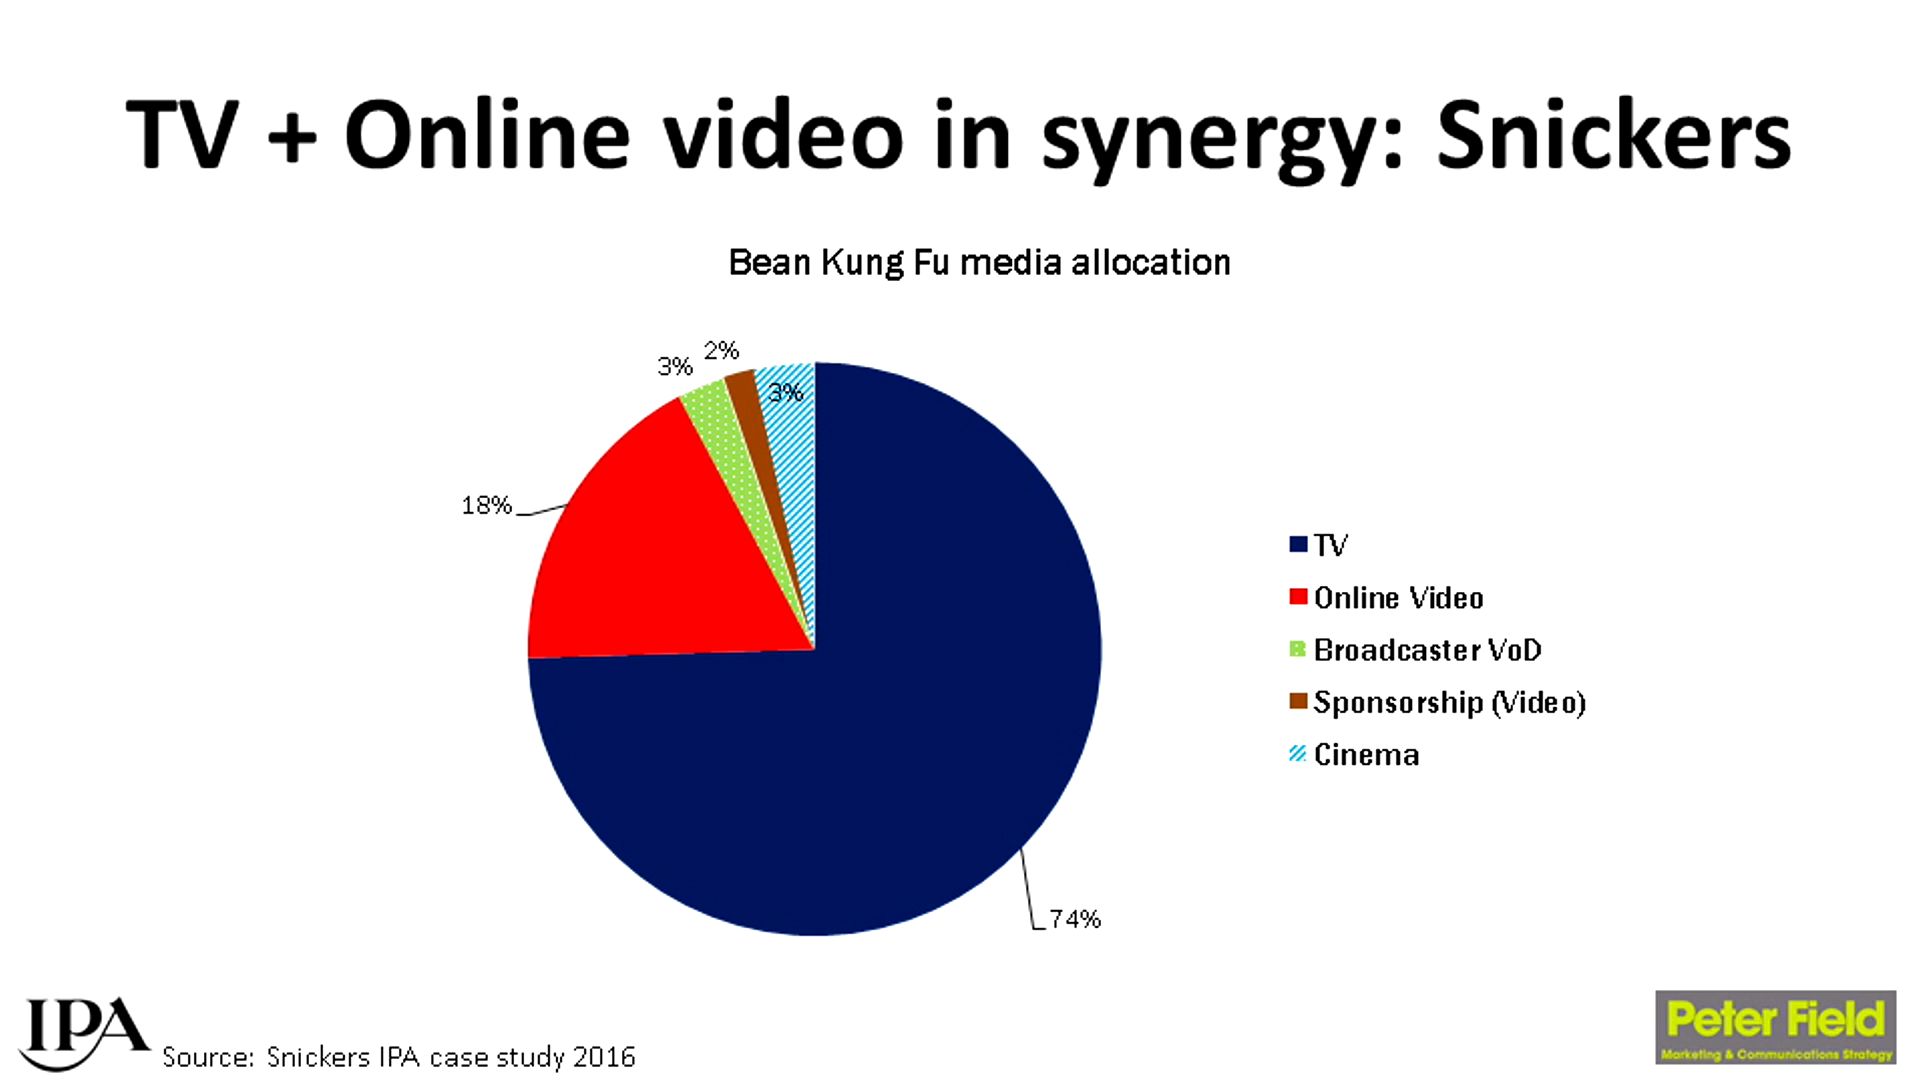 TV + Online video in synergy: Snickers
Bean Kung Fu media allocation
2%
3%
3%
18%
74%
TV
Online Video
Broadcaster VoD
Sponsorship (Video)
Cinema
IPA
Source: Snickers IPA case study 2016
Peter Field
Marketing & Communications Strategy